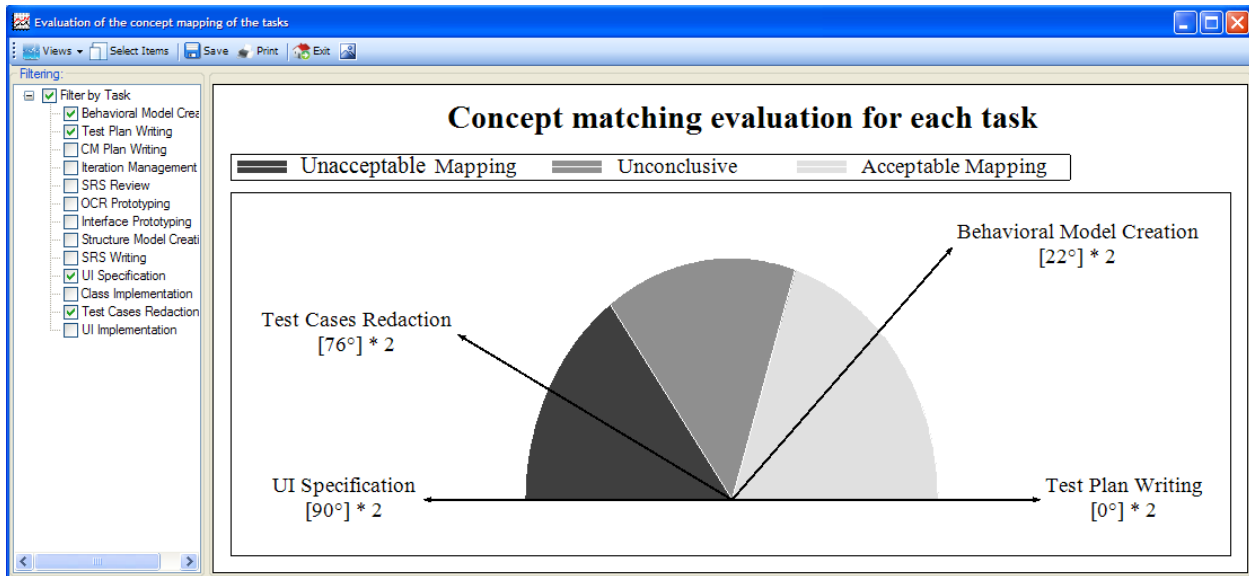 Evaluation of the concept mapping of the tasks
Views Select Items Save Print Exit
Filtering:
Filter by Task
Behavioral Model Crea
Test Plan Writing
CM Plan Writing
Iteration Management
SRS Review
OCR Prototyping
Interface Prototyping
Structure Model Creati
SRS Writing
UI Specification
Class Implementation
Test Cases Redaction
UI Implementation
Concept matching evaluation for each task
Unacceptable Mapping Unconclusive Acceptable Mapping
Behavioral Model Creation
[22°] * 2
Test Cases Redaction
[76°] * 2
UI Specification
[90°] * 2
Test Plan Writing
[0°] * 2